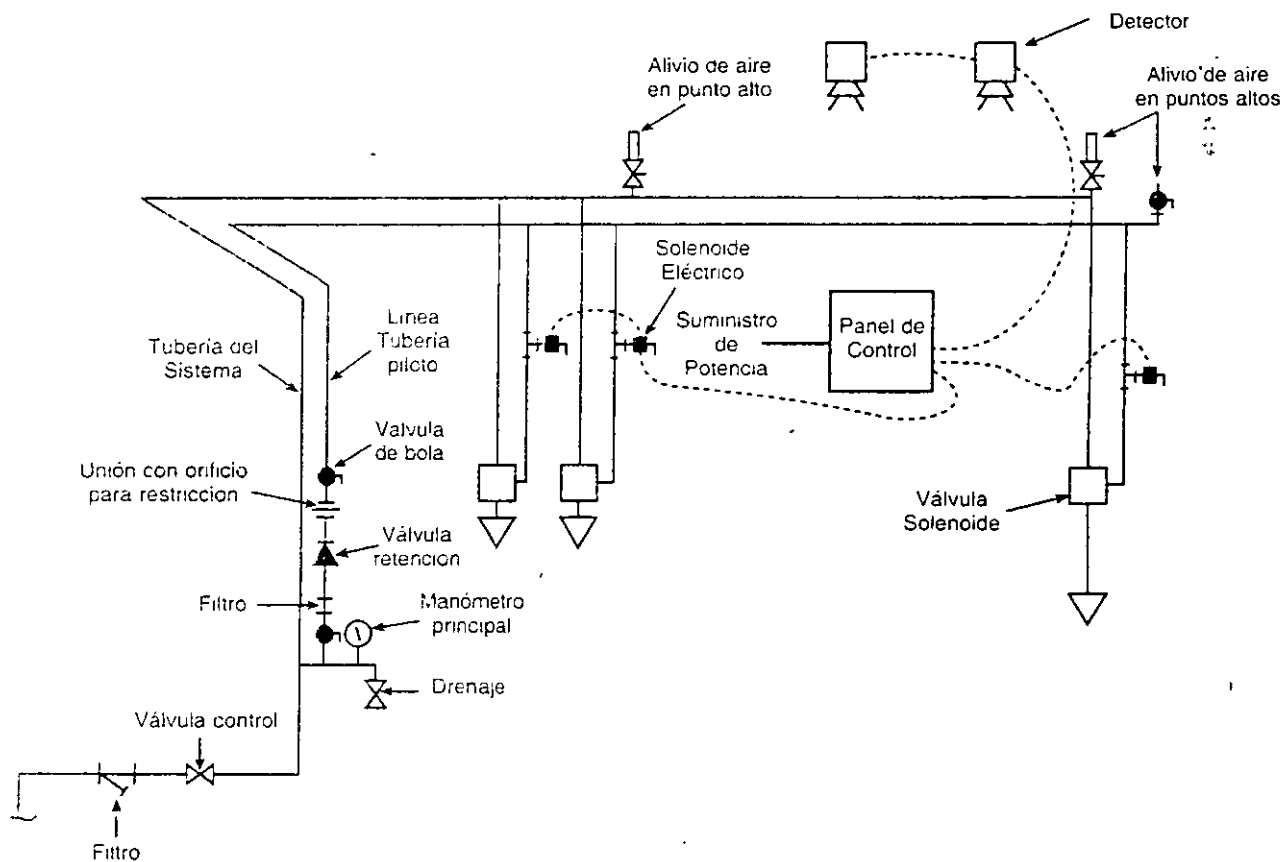 Detector
Alivio de aire
en punto alto
Alivio de aire
en puntos altos
Solenoide
Eléctrico
Suministro
de
Potencia
Panel de
Control
Línea
Tubería
piloto
Tubería del
Sistema
Valvula
de bola
Unión con orificio
para restriccion
Válvula
retencion
Válvula
Solenoide
Filtro
Manómetro
principal
Drenaje
Válvula control
Filtro